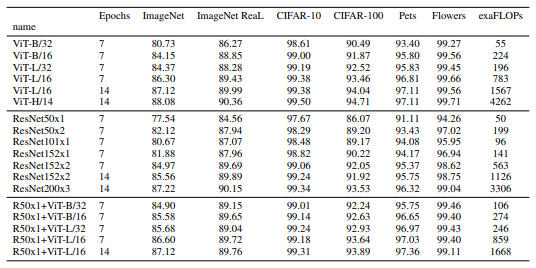 Epochs ImageNet ImageNet ReaL CIFAR-10 CIFAR-100 Pets Flowers exaFLOPs
name
ViT-B/32 7 80.73 86.27 98.61 90.49 93.40 99.27 55
ViT-B/16 7 84.15 88.85 99.00 91.87 95.80 99.56 224
ViT-L/32 7 84.37 88.28 99.19 92.52 95.83 99.45 196
ViT-L/16 7 86.30 89.43 99.38 93.46 96.81 99.66 783
ViT-L/16 14 87.12 89.99 99.38 94.04 97.11 99.56 1567
ViT-H/14 14 88.08 90.36 99.50 94.71 97.11 99.71 4262
ResNet50x1 7 77.54 84.56 97.67 86.07 91.11 94.26 50
ResNet50x2 7 82.12 87.94 98.29 89.20 93.43 97.02 199
ResNet101x1 7 80.67 87.07 98.48 89.17 94.08 95.95 96
ResNet152x1 7 81.88 87.96 98.82 90.22 94.17 96.94 141
ResNet152x2 7 84.97 89.69 99.06 92.05 95.37 98.62 563
ResNet152x2 14 85.56 89.89 99.24 91.92 95.75 98.75 1126
ResNet200x3 14 87.22 90.15 99.34 93.53 96.32 99.04 3306
R50x1+ViT-B/32 7 84.90 89.15 99.01 92.24 95.75 99.46 106
R50x1+ViT-B/16 7 85.58 89.65 99.14 92.63 96.65 99.40 274
R50x1+ViT-L/32 7 85.68 89.04 99.24 92.93 96.97 99.43 246
R50x1+ViT-L/16 7 86.60 89.72 99.18 93.64 97.03 99.40 859
R50x1+ViT-L/16 14 87.12 89.76 99.31 93.89 97.36 99.11 1668